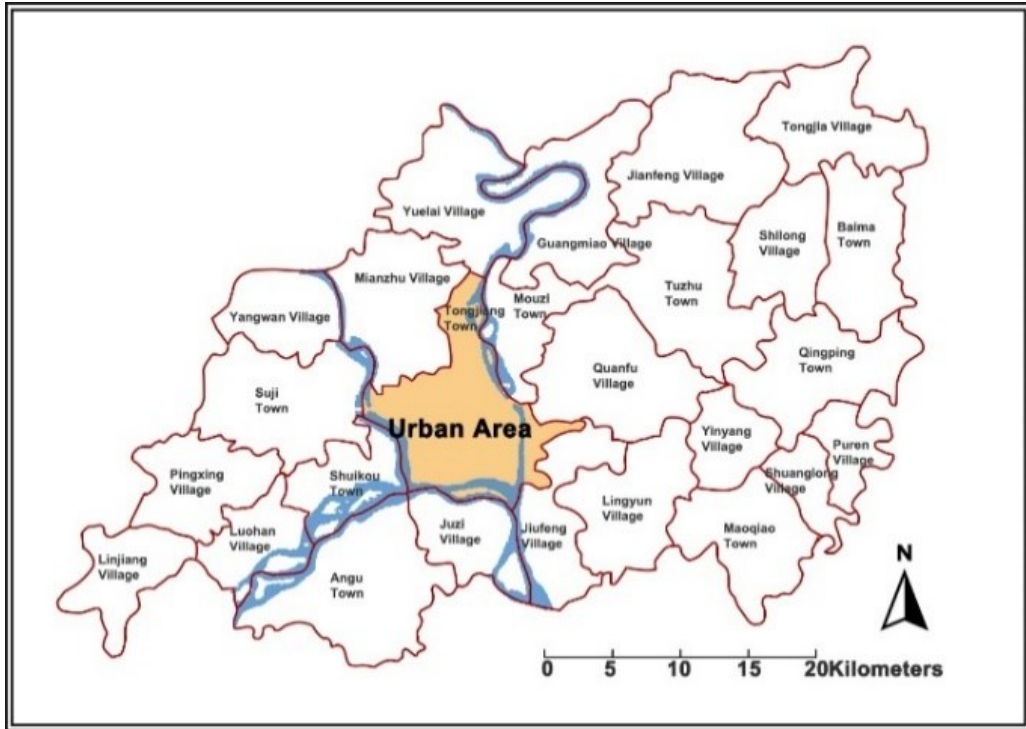 Tongjia Village
Jianfeng Village
Yuelai Village
Guangmiao Village
Shilong
Village
Baima
Town
Mianzhu Village
Tuzhu
Town
Tongjiang
Town
Mouzi
Town
Yangwan Village
Qingping
Town
Quanfu
Village
Suji
Town
Urban Area
Yinyang
Village
Puren
Village
Pingxing
Village
Shuikou
Town
Shuanglong
Village
Lingyun
Village
Luohan
Village
Juzi
Village
Jiufeng
Village
Maoqiao
Town
Linjiang
Village
Angu
Town
N
0 5 10 15 20Kilometers